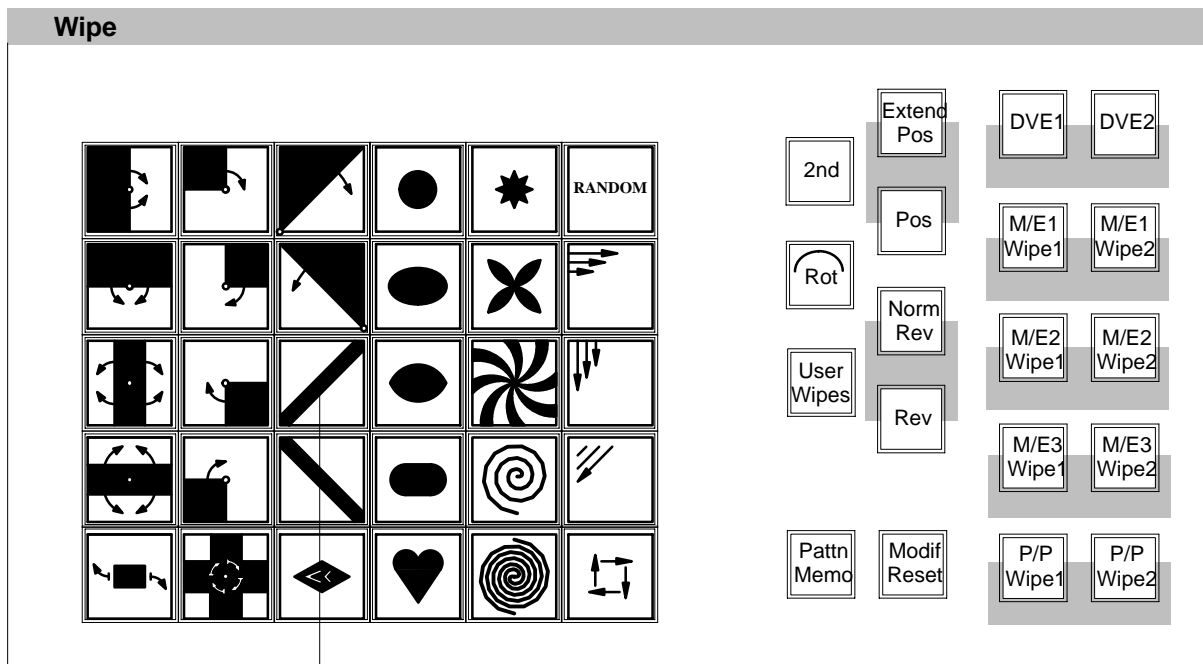 Wipe
RANDOM
2nd
Rot
User
Wipes
Pattn
Memo
Extend
Pos
Pos
Norm
Rev
Rev
Modif
Reset
DVE1
DVE2
M/E1
Wipe1
M/E1
Wipe2
M/E2
Wipe1
M/E2
Wipe2
M/E3
Wipe1
M/E3
Wipe2
P/P
Wipe1
P/P
Wipe2